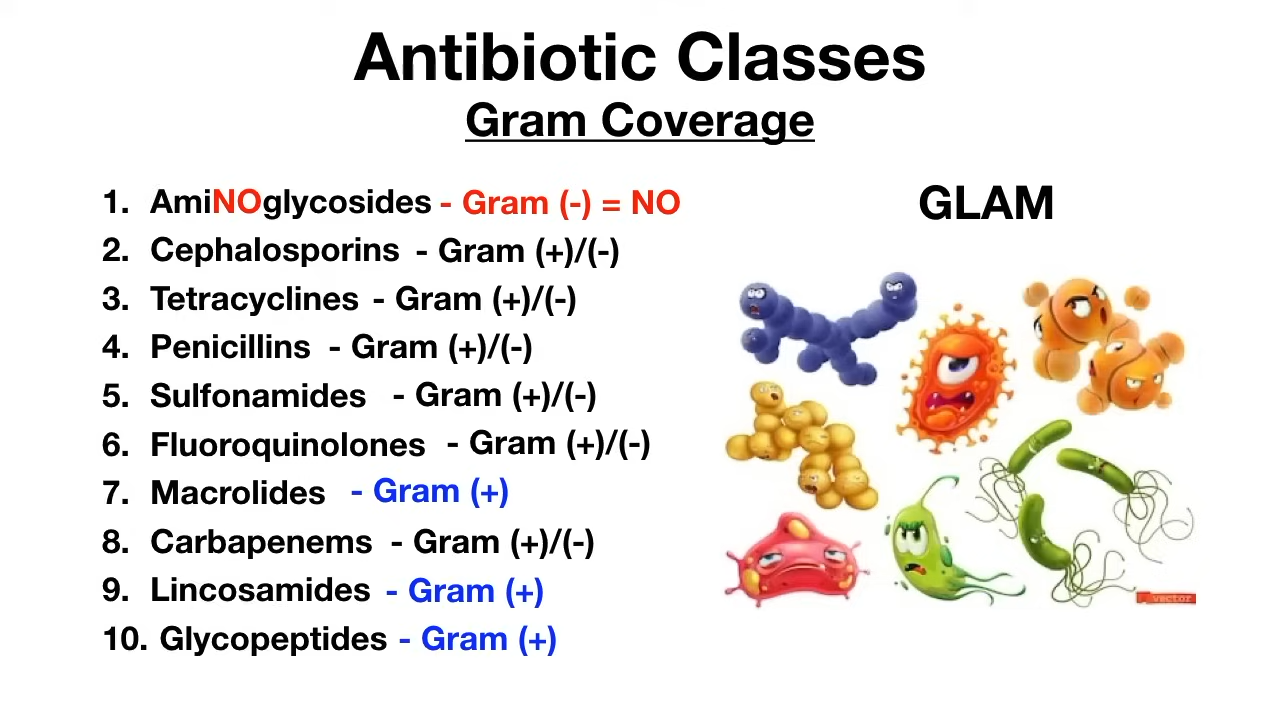 Antibiotic Classes
Gram Coverage
1. AmiNOglycosides - Gram (-) = NO
2. Cephalosporins - Gram (+)/(-)
3. Tetracyclines - Gram (+)/(-)
4. Penicillins - Gram (+)/(-)
5. Sulfonamides - Gram (+)/(-)
6. Fluoroquinolones - Gram (+)/(-)
7. Macrolides - Gram (+)
8. Carbapenems - Gram (+)/(-)
9. Lincosamides - Gram (+)
10. Glycopeptides - Gram (+)
GLAM
vector